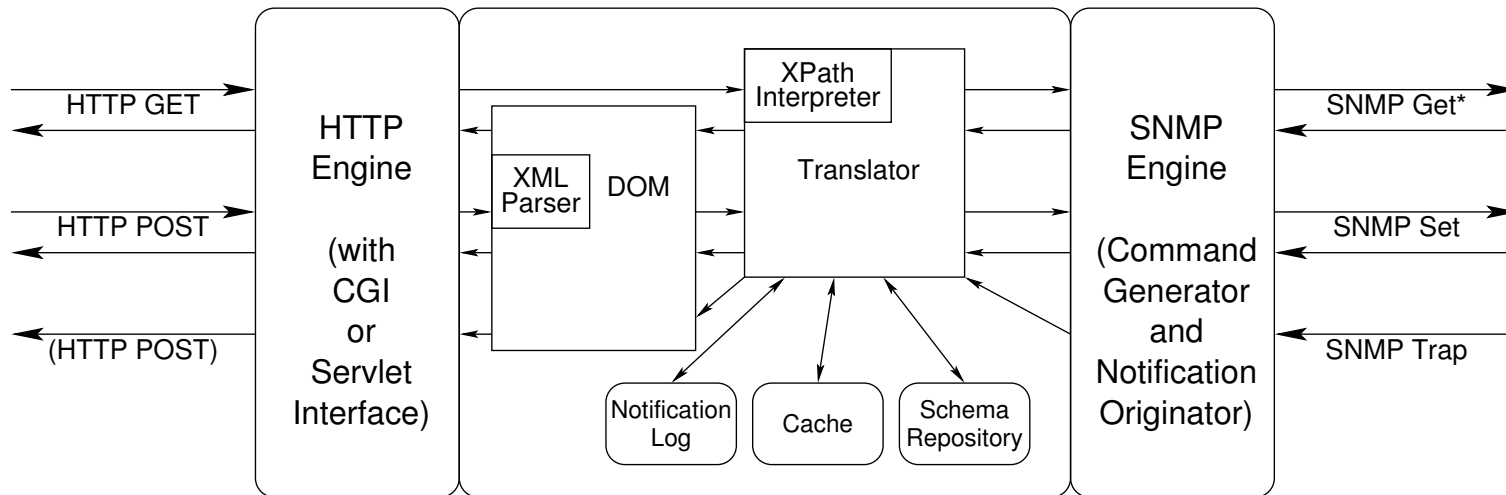 HTTP GET
HTTP POST
(HTTP POST)
HTTP
Engine
(with
CGI
or
Servlet
Interface)
XML
Parser
DOM
XPath
Interpreter
Translator
Notification
Log
Cache
Schema
Repository
SNMP
Engine
(Command
Generator
and
Notification
Originator)
SNMP Get*
SNMP Set
SNMP Trap